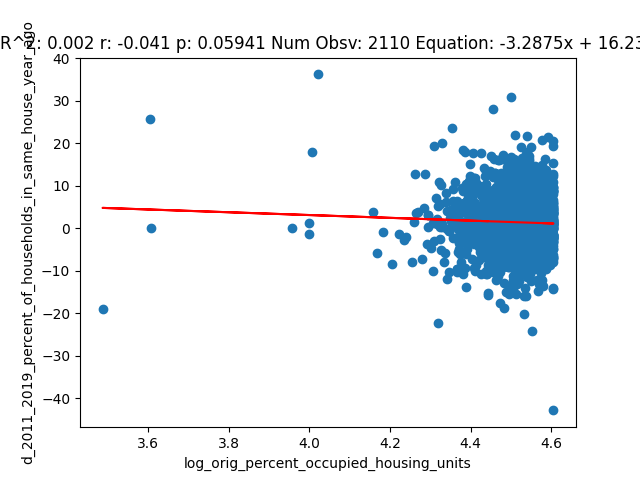 R^2: 0.002 r: -0.041 p: 0.05941 Num Obsv: 2110 Equation: -3.2875x + 16.23
d_2011_2019_percent_of_households_in_same_house_year_ago
40
30
20
10
0
-10
-20
-30
-40
3.6 3.8 4.0 4.2 4.4 4.6
log_orig_percent_occupied_housing_units